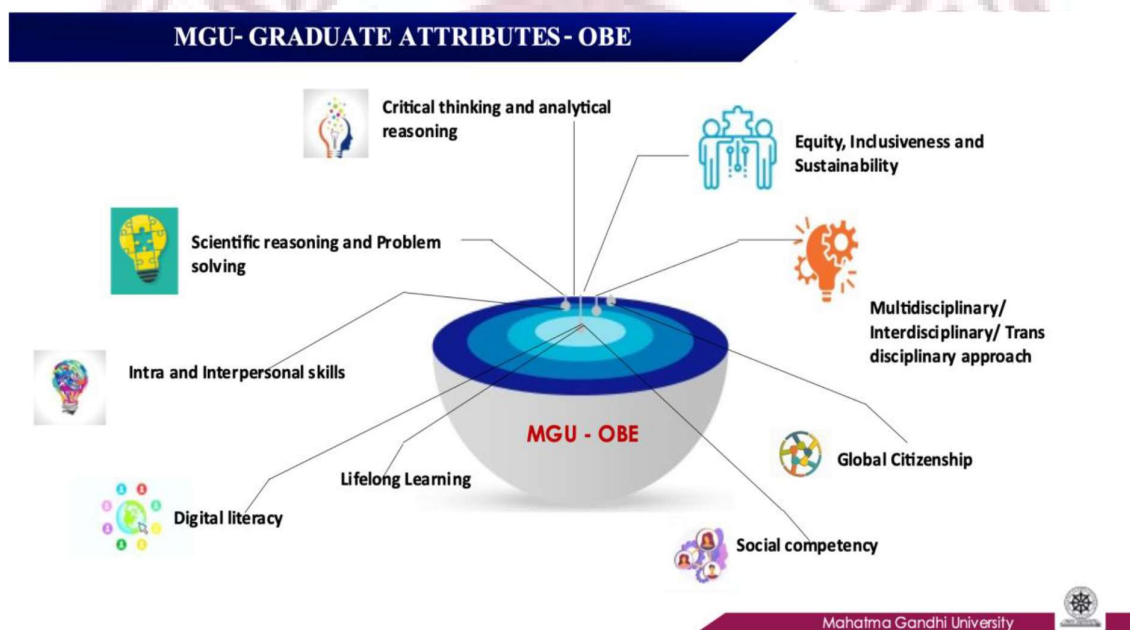 MGU- GRADUATE ATTRIBUTES - OBE
Critical thinking and analytical
reasoning
Equity, Inclusiveness and
Sustainability
Scientific reasoning and Problem
solving
Multidisciplinary/
Interdisciplinary/ Trans
disciplinary approach
Intra and Interpersonal skills
MGU - OBE
Global Citizenship
Lifelong Learning
Digital literacy
Social competency
Mahatma Gandhi University